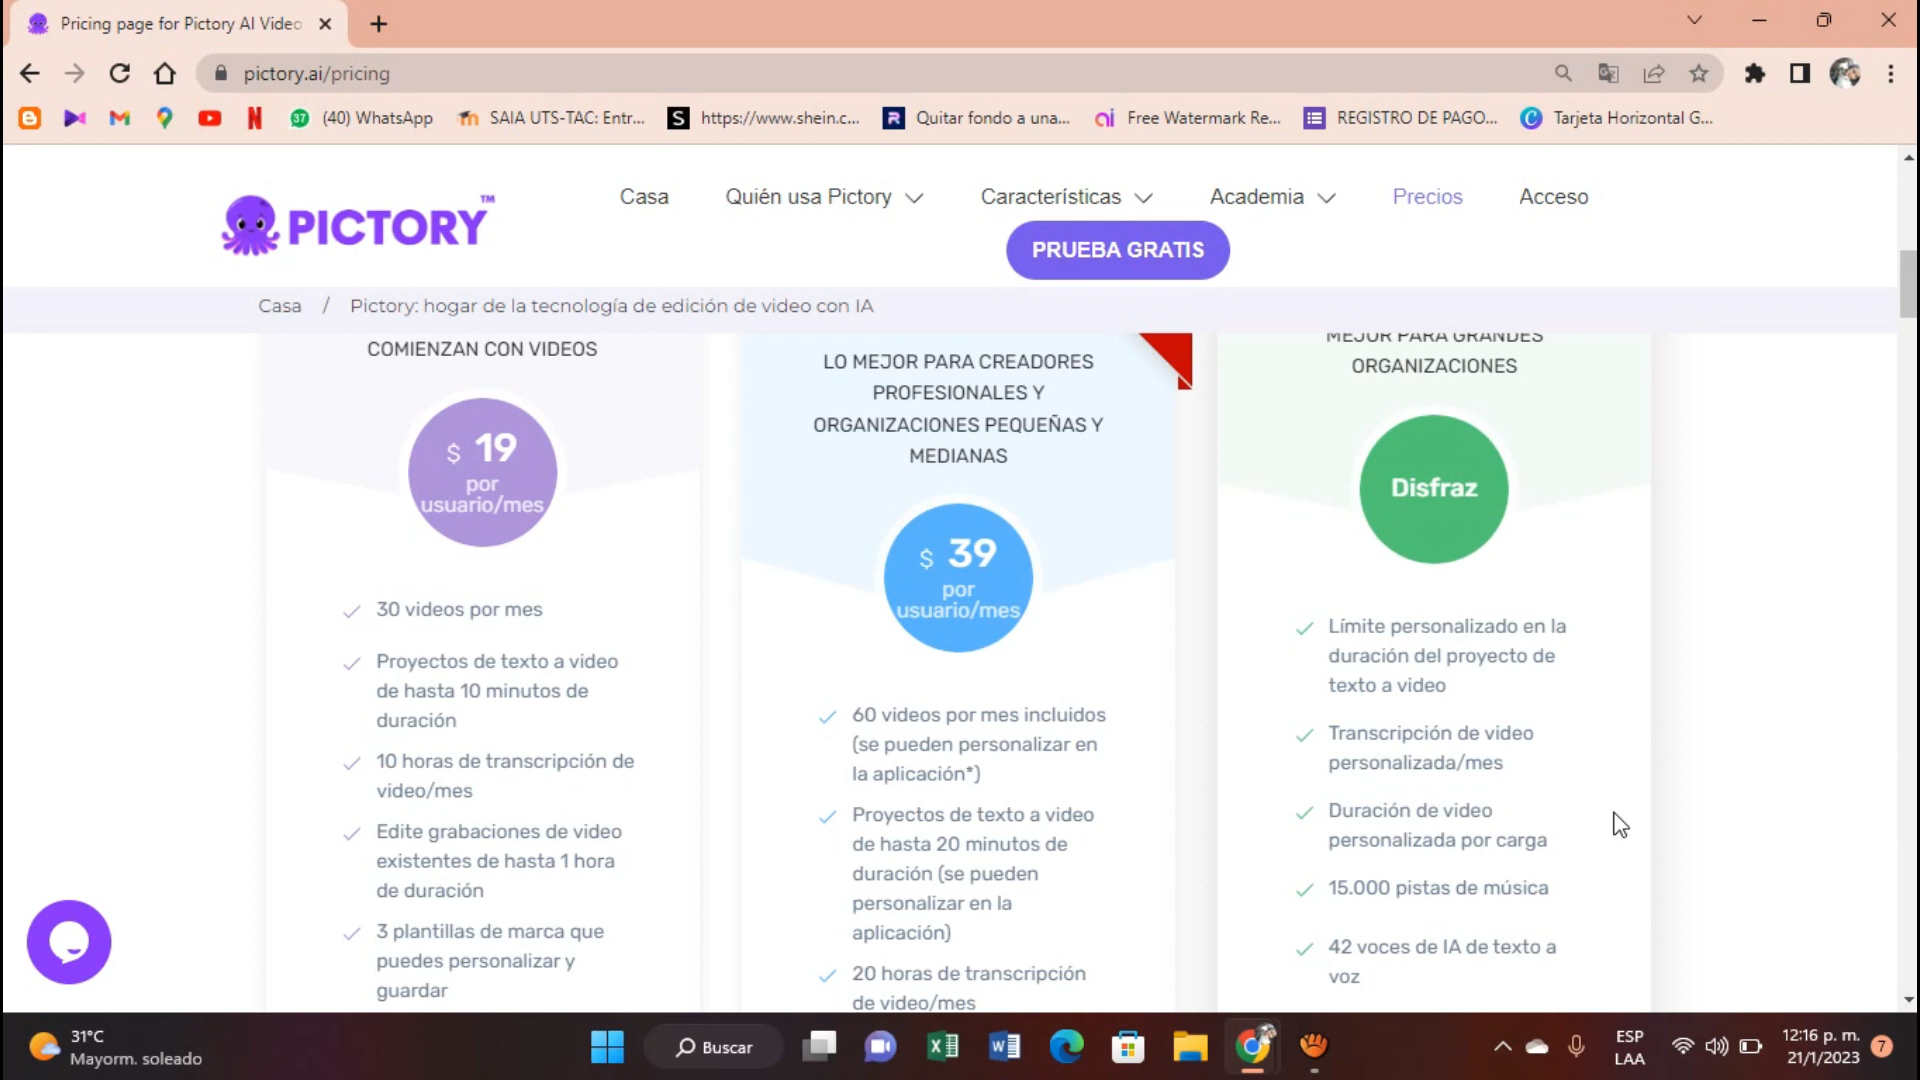 Pricing page for Pictory AI Video
pictory.ai/pricing
37
(40) WhatsApp
SAIA UTS-TAC: Entr...
https://www.shein.c...
Quitar fondo a una...
Free Watermark Re...
REGISTRO DE PAGO...
Tarjeta Horizontal G...
PICTORY™
Casa
Quién usa Pictory
Características
Academia
Precios
Acceso
PRUEBA GRATIS
Casa / Pictory: hogar de la tecnología de edición de video con IA
COMIENZAN CON VIDEOS
$ 19
por
usuario/mes
30 videos por mes
Proyectos de texto a video
de hasta 10 minutos de
duración
10 horas de transcripción de
video/mes
Edite grabaciones de video
existentes de hasta 1 hora
de duración
3 plantillas de marca que
puedes personalizar y
guardar
LO MEJOR PARA CREADORES
PROFESIONALES Y
ORGANIZACIONES PEQUEÑAS Y
MEDIANAS
$ 39
por
usuario/mes
60 videos por mes incluidos
(se pueden personalizar en
la aplicación*)
Proyectos de texto a video
de hasta 20 minutos de
duración (se pueden
personalizar en la
aplicación)
20 horas de transcripción
de video/mes
MEJOR PARA GRANDES
ORGANIZACIONES
Disfraz
Límite personalizado en la
duración del proyecto de
texto a video
Transcripción de video
personalizada/mes
Duración de video
personalizada por carga
15.000 pistas de música
42 voces de IA de texto a
voz
31°C
Mayorm. soleado
Buscar
ESP
LAA
12:16 p. m.
21/1/2023
7